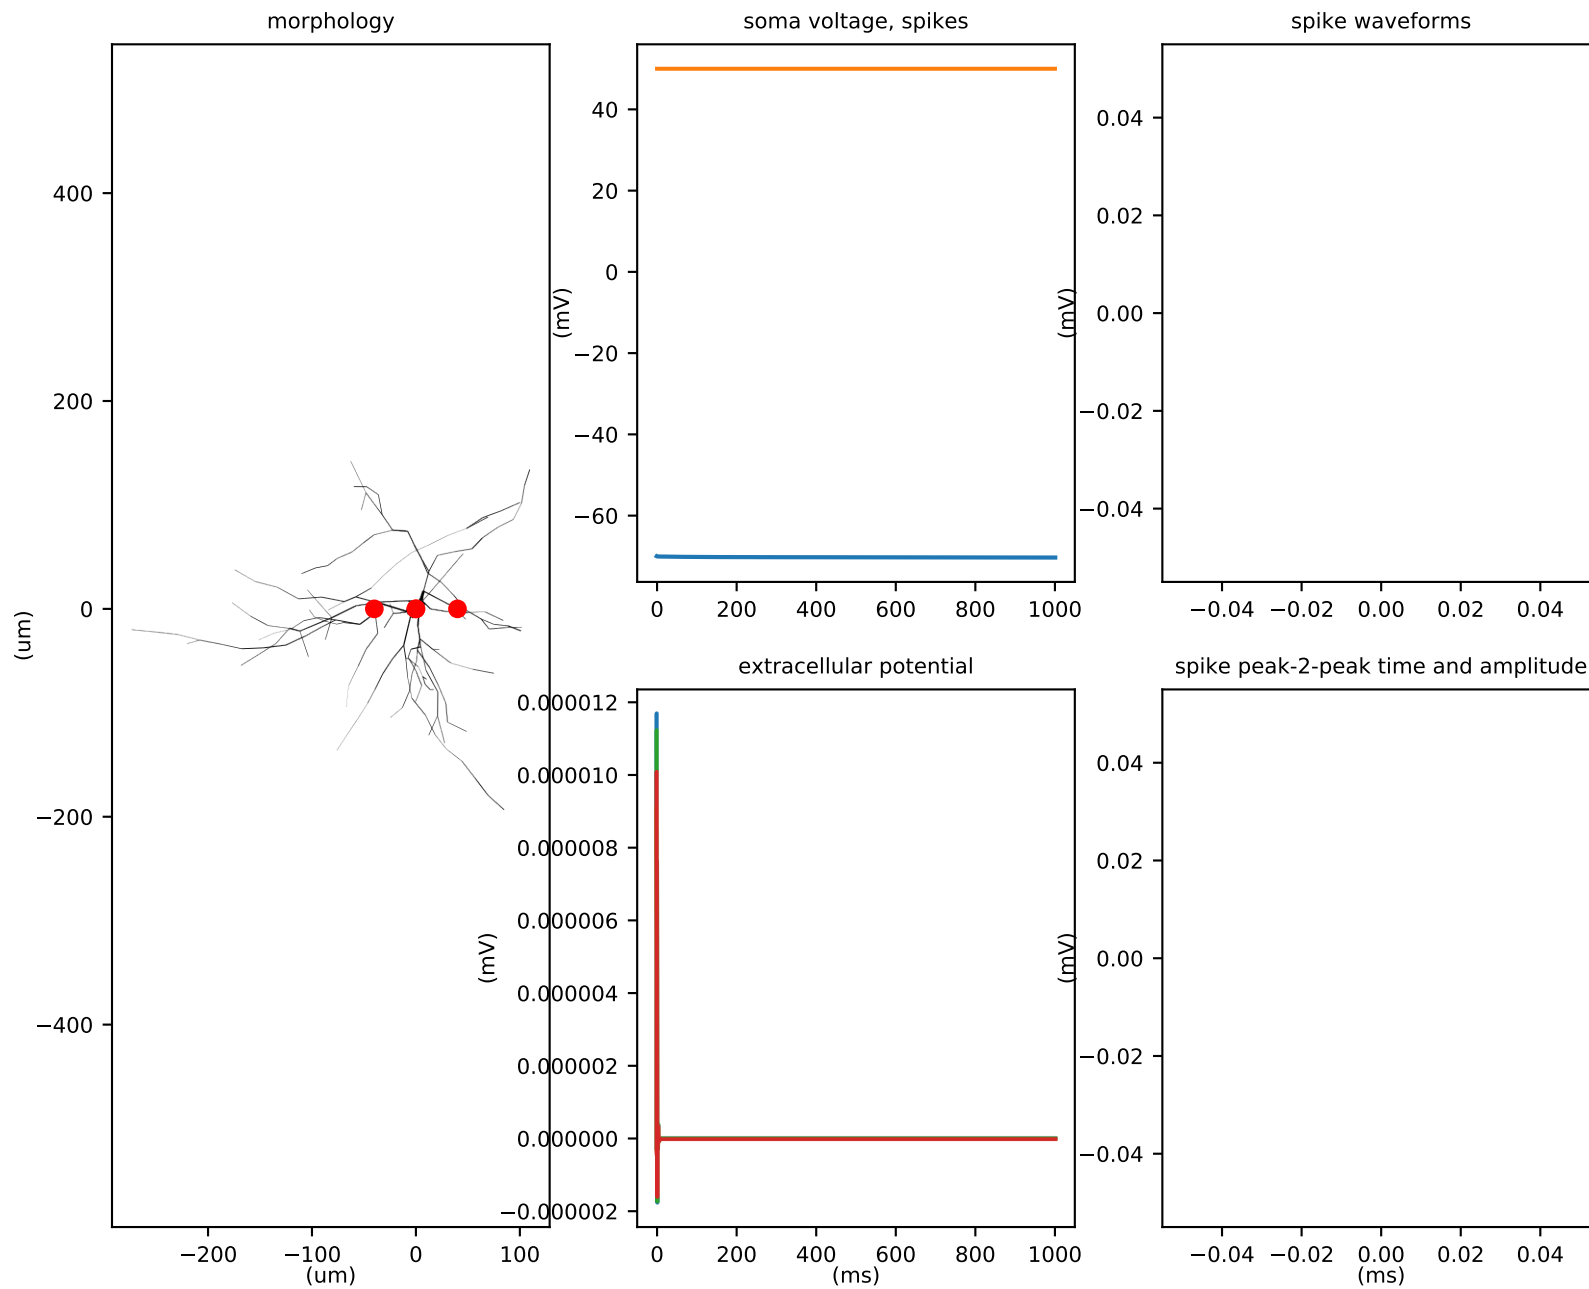 morphology
400
200
0
−200
−400
(um)
−200 −100 0 100
(um)
soma voltage, spikes
40
20
0
−20
−40
−60
(mV)
0 200 400 600 800 1000
spike waveforms
0.04
0.02
0.00
−0.02
−0.04
(mV)
−0.04 −0.02 0.00 0.02 0.04
extracellular potential
0.000012
0.000010
0.000008
0.000006
0.000004
0.000002
0.000000
−0.000002
(mV)
0 200 400 600 800 1000
(ms)
spike peak-2-peak time and amplitude
0.04
0.02
0.00
−0.02
−0.04
(mV)
−0.04 −0.02 0.00 0.02 0.04
(ms)